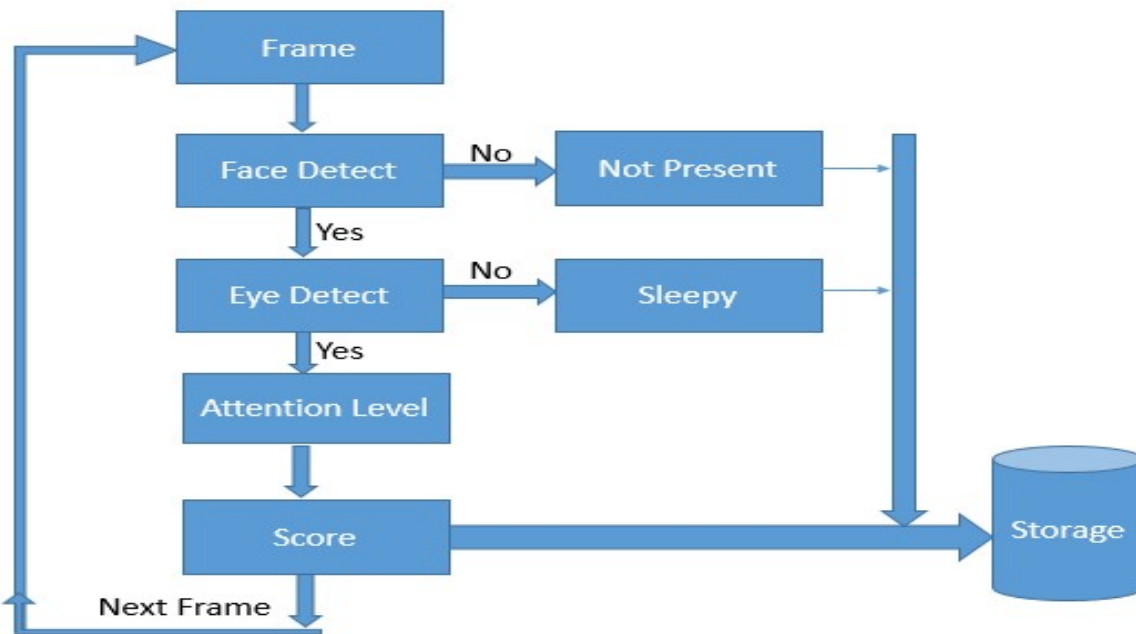 Frame
Face Detect
No
Not Present
Yes
Eye Detect
No
Sleepy
Yes
Attention Level
Score
Storage
Next Frame